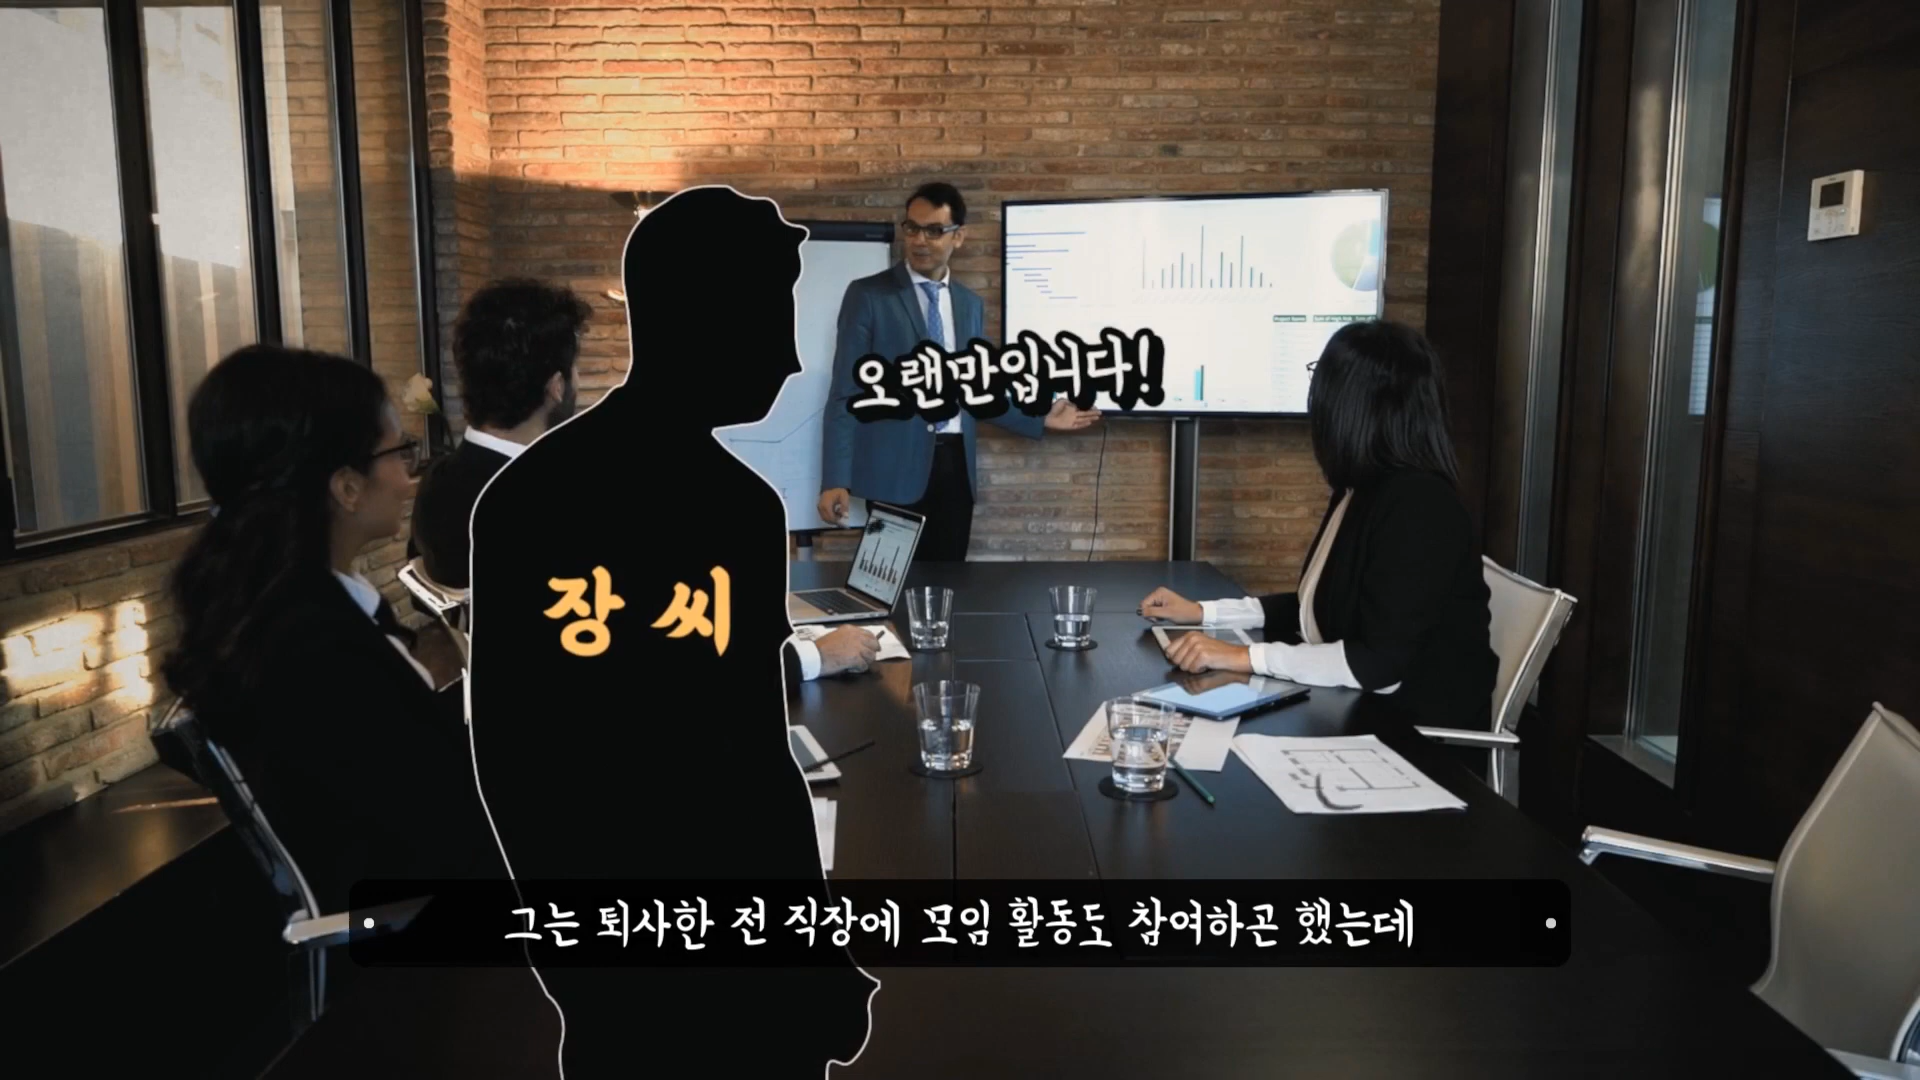 오랜만입니다!
장 씨
그는 퇴사한 전 직장에 모임 활동도 참여하곤 했는데